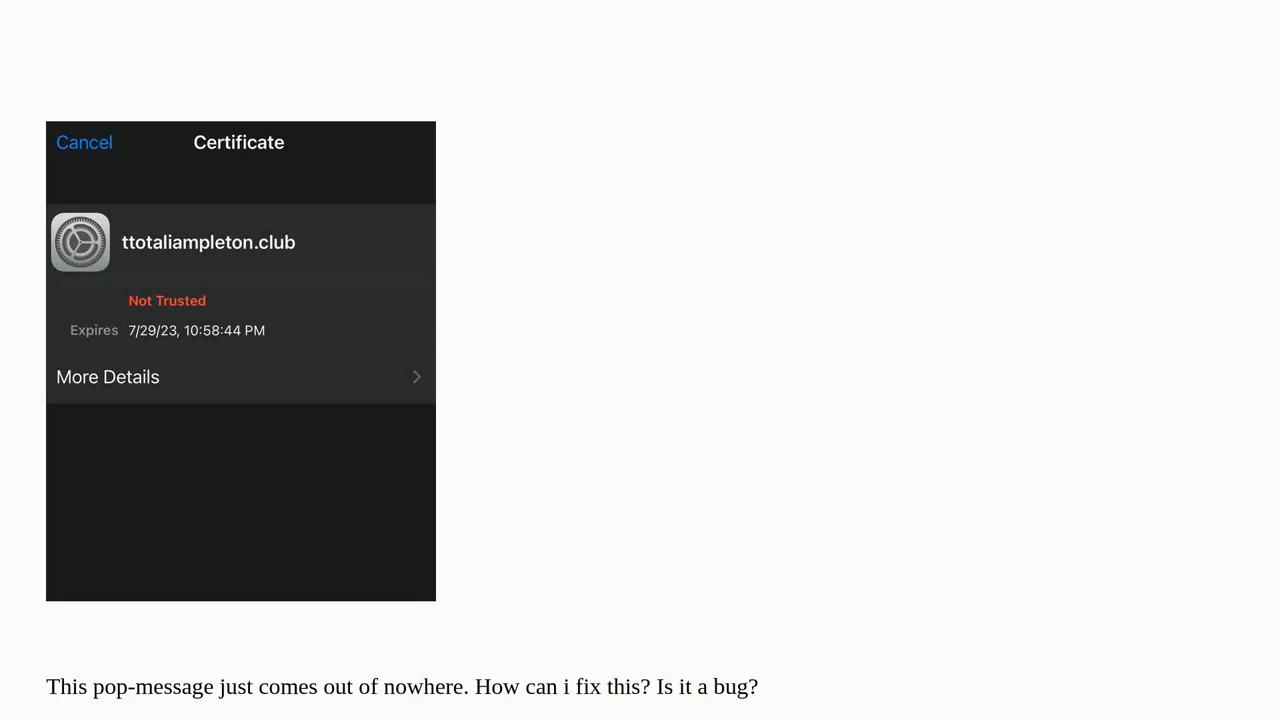 Cancel Certificate
ttotaliampleton.club
Not Trusted
Expires 7/29/23, 10:58:44 PM
More Details
This pop-message just comes out of nowhere. How can i fix this? Is it a bug?